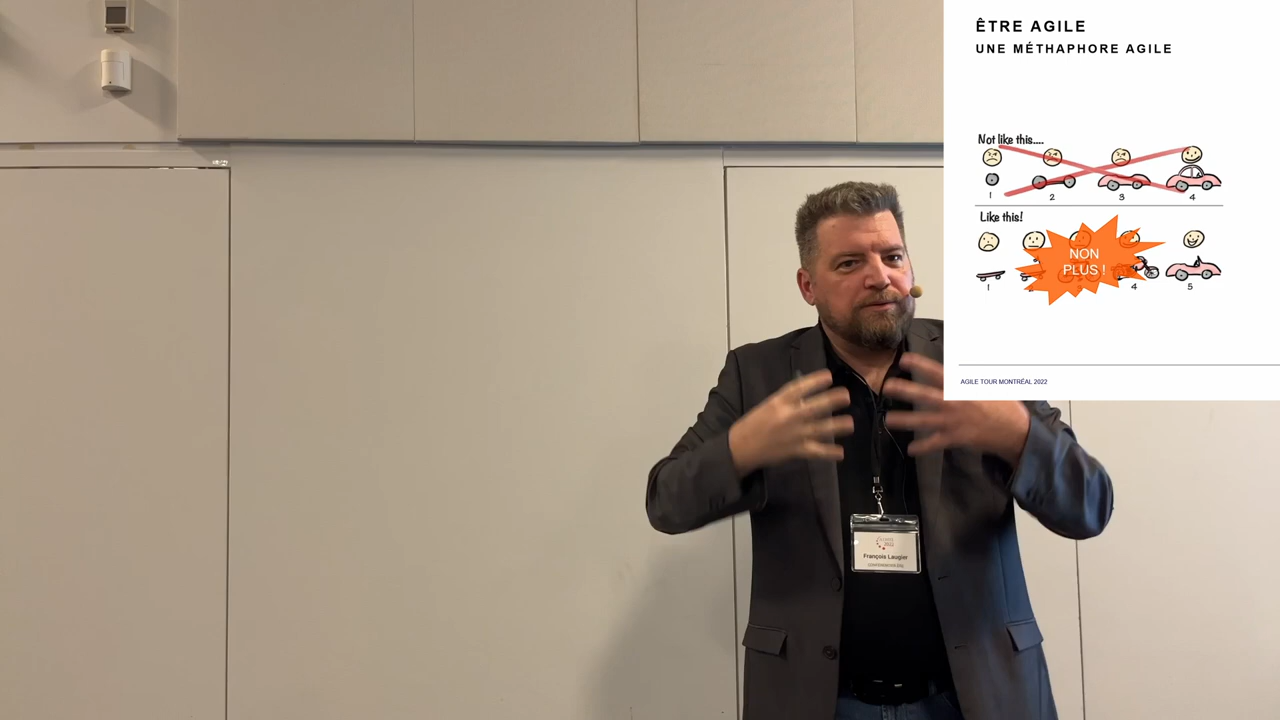 ÊTRE AGILE
UNE MÉTHAPHORE AGILE
Not like this....
1 2 3 4
Like this!
NON
PLUS !
1 4 5
AGILE TOUR MONTRÉAL 2022
François Laugier